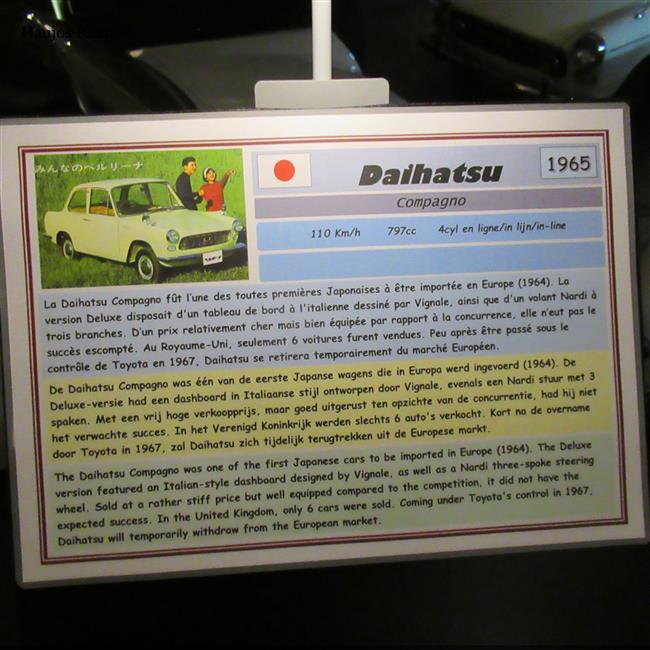 みんなのベルリーナ
Daihatsu
1965
Compagno
110 Km/h 797cc 4cyl en ligne/in lijn/in-line
La Daihatsu Compagno fût l'une des toutes premières Japonaises à être importée en Europe (1964). La
version Deluxe disposait d'un tableau de bord à l'italienne dessiné par Vignale, ainsi que d'un volant Nardi à
trois branches. D'un prix relativement cher mais bien équipée par rapport à la concurrence, elle n'eut pas le
succès escompté. Au Royaume-Uni, seulement 6 voitures furent vendues. Peu après être passé sous le
contrôle de Toyota en 1967, Daihatsu se retirera temporairement du marché Européen.
De Daihatsu Compagno was één van de eerste Japanse wagens die in Europa werd ingevoerd (1964). De
Deluxe-versie had een dashboard in Italiaanse stijl ontworpen door Vignale, evenals een Nardi stuur met 3
spaken. Met een vrij hoge verkoopprijs, maar goed uitgerust ten opzichte van de concurrentie, had hij niet
het verwachte succes. In het Verenigd Koninkrijk werden slechts 6 auto's verkocht. Kort na de overname
door Toyota in 1967, zal Daihatsu zich tijdelijk terugtrekken uit de Europese markt.
The Daihatsu Compagno was one of the first Japanese cars to be imported in Europe (1964). The Deluxe
version featured an Italian-style dashboard designed by Vignale, as well as a Nardi three-spoke steering
wheel. Sold at a rather stiff price but well equipped compared to the competition, it did not have the
expected success. In the United Kingdom, only 6 cars were sold. Coming under Toyota's control in 1967,
Daihatsu will temporarily withdraw from the European market.